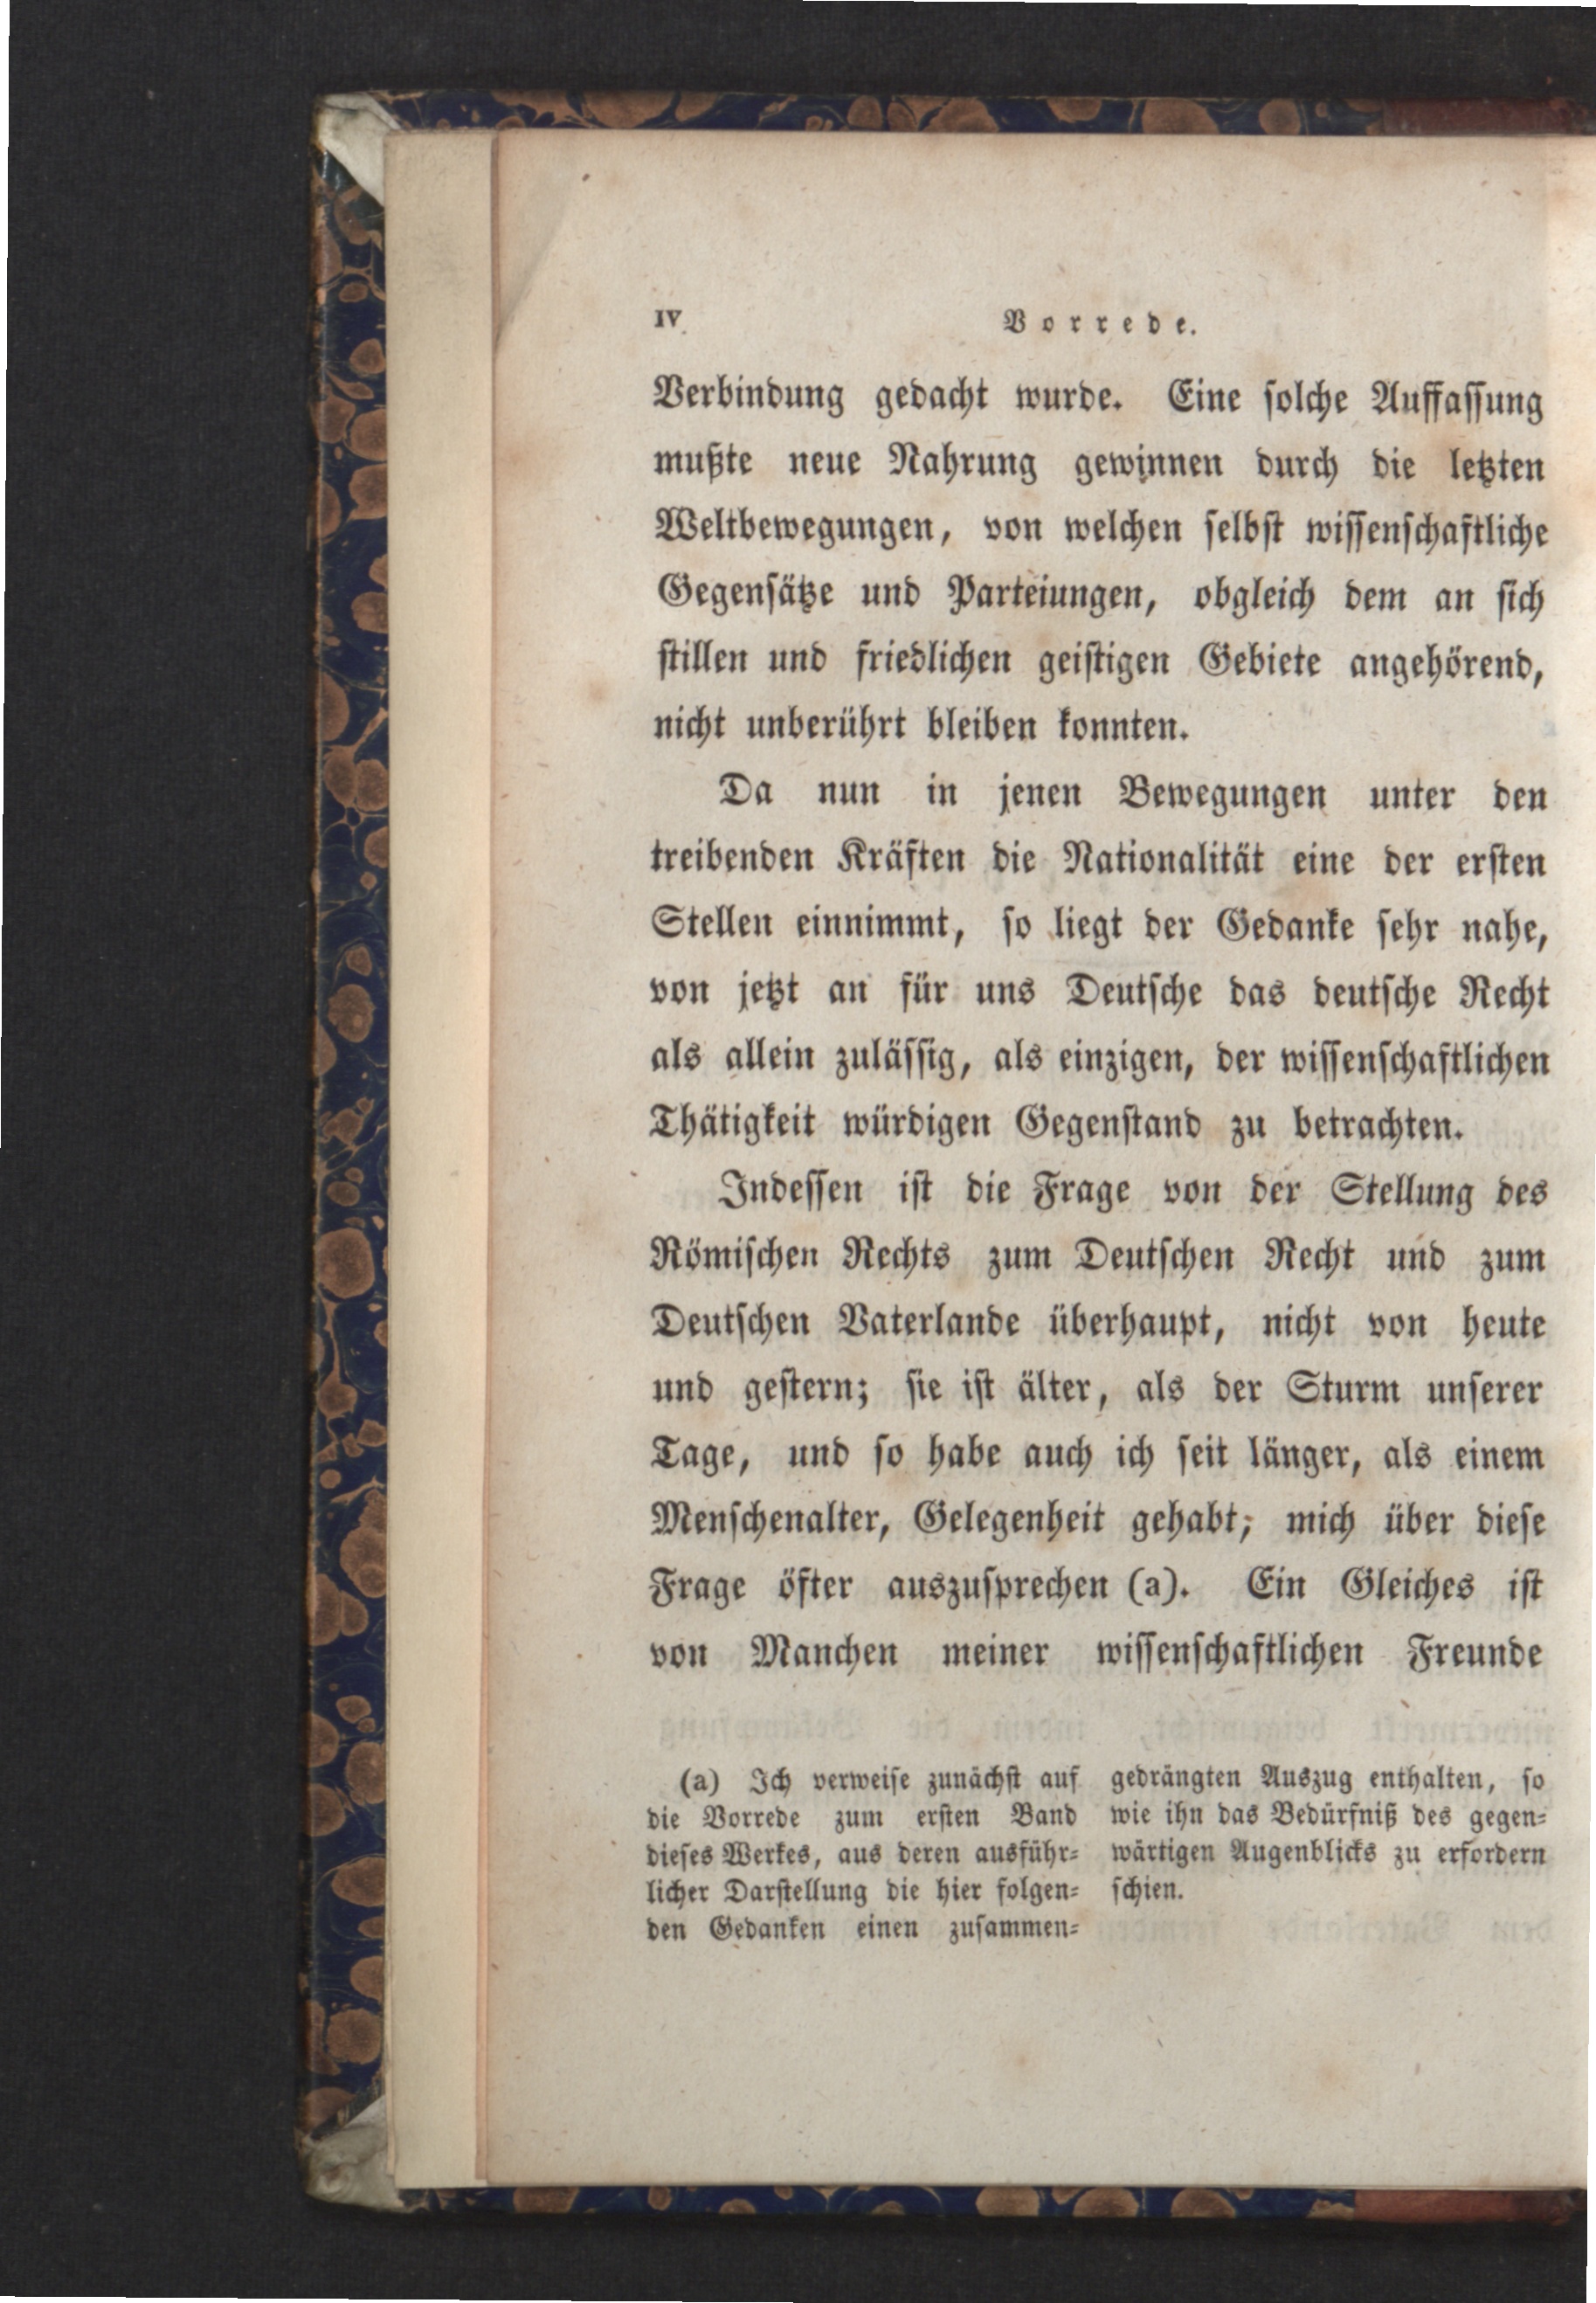 IV
Vorrede.
Verbindung gedacht wurde. Eine solche Auffassung
mußte neue Nahrung gewinnen durch die letzten
Weltbewegungen, von welchen selbst wissenschaftliche
Gegensätze und Parteiungen, obgleich dem an sich
stillen und friedlichen geistigen Gebiete angehörend,
nicht unberührt bleiben konnten.
Da nun in jenen Bewegungen unter den
treibenden Kräften die Nationalität eine der ersten
Stellen einnimmt, so liegt der Gedanke sehr nahe,
von jetzt an für uns Deutsche das deutsche Recht
als allein zulässig, als einzigen, der wissenschaftlichen
Thätigkeit würdigen Gegenstand zu betrachten.
Indessen ist die Frage von der Stellung des
Römischen Rechts zum Deutschen Recht und zum
Deutschen Vaterlande überhaupt, nicht von heute
und gestern; sie ist älter, als der Sturm unserer
Tage, und so habe auch ich seit länger, als einem
Menschenalter, Gelegenheit gehabt, mich über diese
Frage öfter auszusprechen (a). Ein Gleiches ist
von Manchen meiner wissenschaftlichen Freunde
(a) Ich verweise zunächst auf
die Vorrede zum ersten Band
dieses Werkes, aus deren ausführ-
licher Darstellung die hier folgen-
den Gedanken einen zusammen-
gedrängten Auszug enthalten, so
wie ihn das Bedürfniß des gegen-
wärtigen Augenblicks zu erfordern
schien.